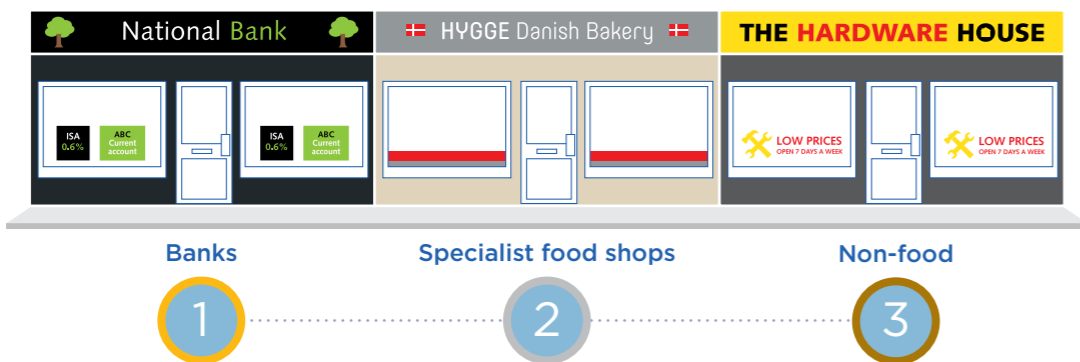 National Bank
HYGGE Danish Bakery
THE HARDWARE HOUSE
ISA
0.6%
ABC
Current
account
ISA
0.6%
ABC
Current
account
LOW PRICES
OPEN 7 DAYS A WEEK
LOW PRICES
OPEN 7 DAYS A WEEK
Banks
Specialist food shops
Non-food
1
2
3